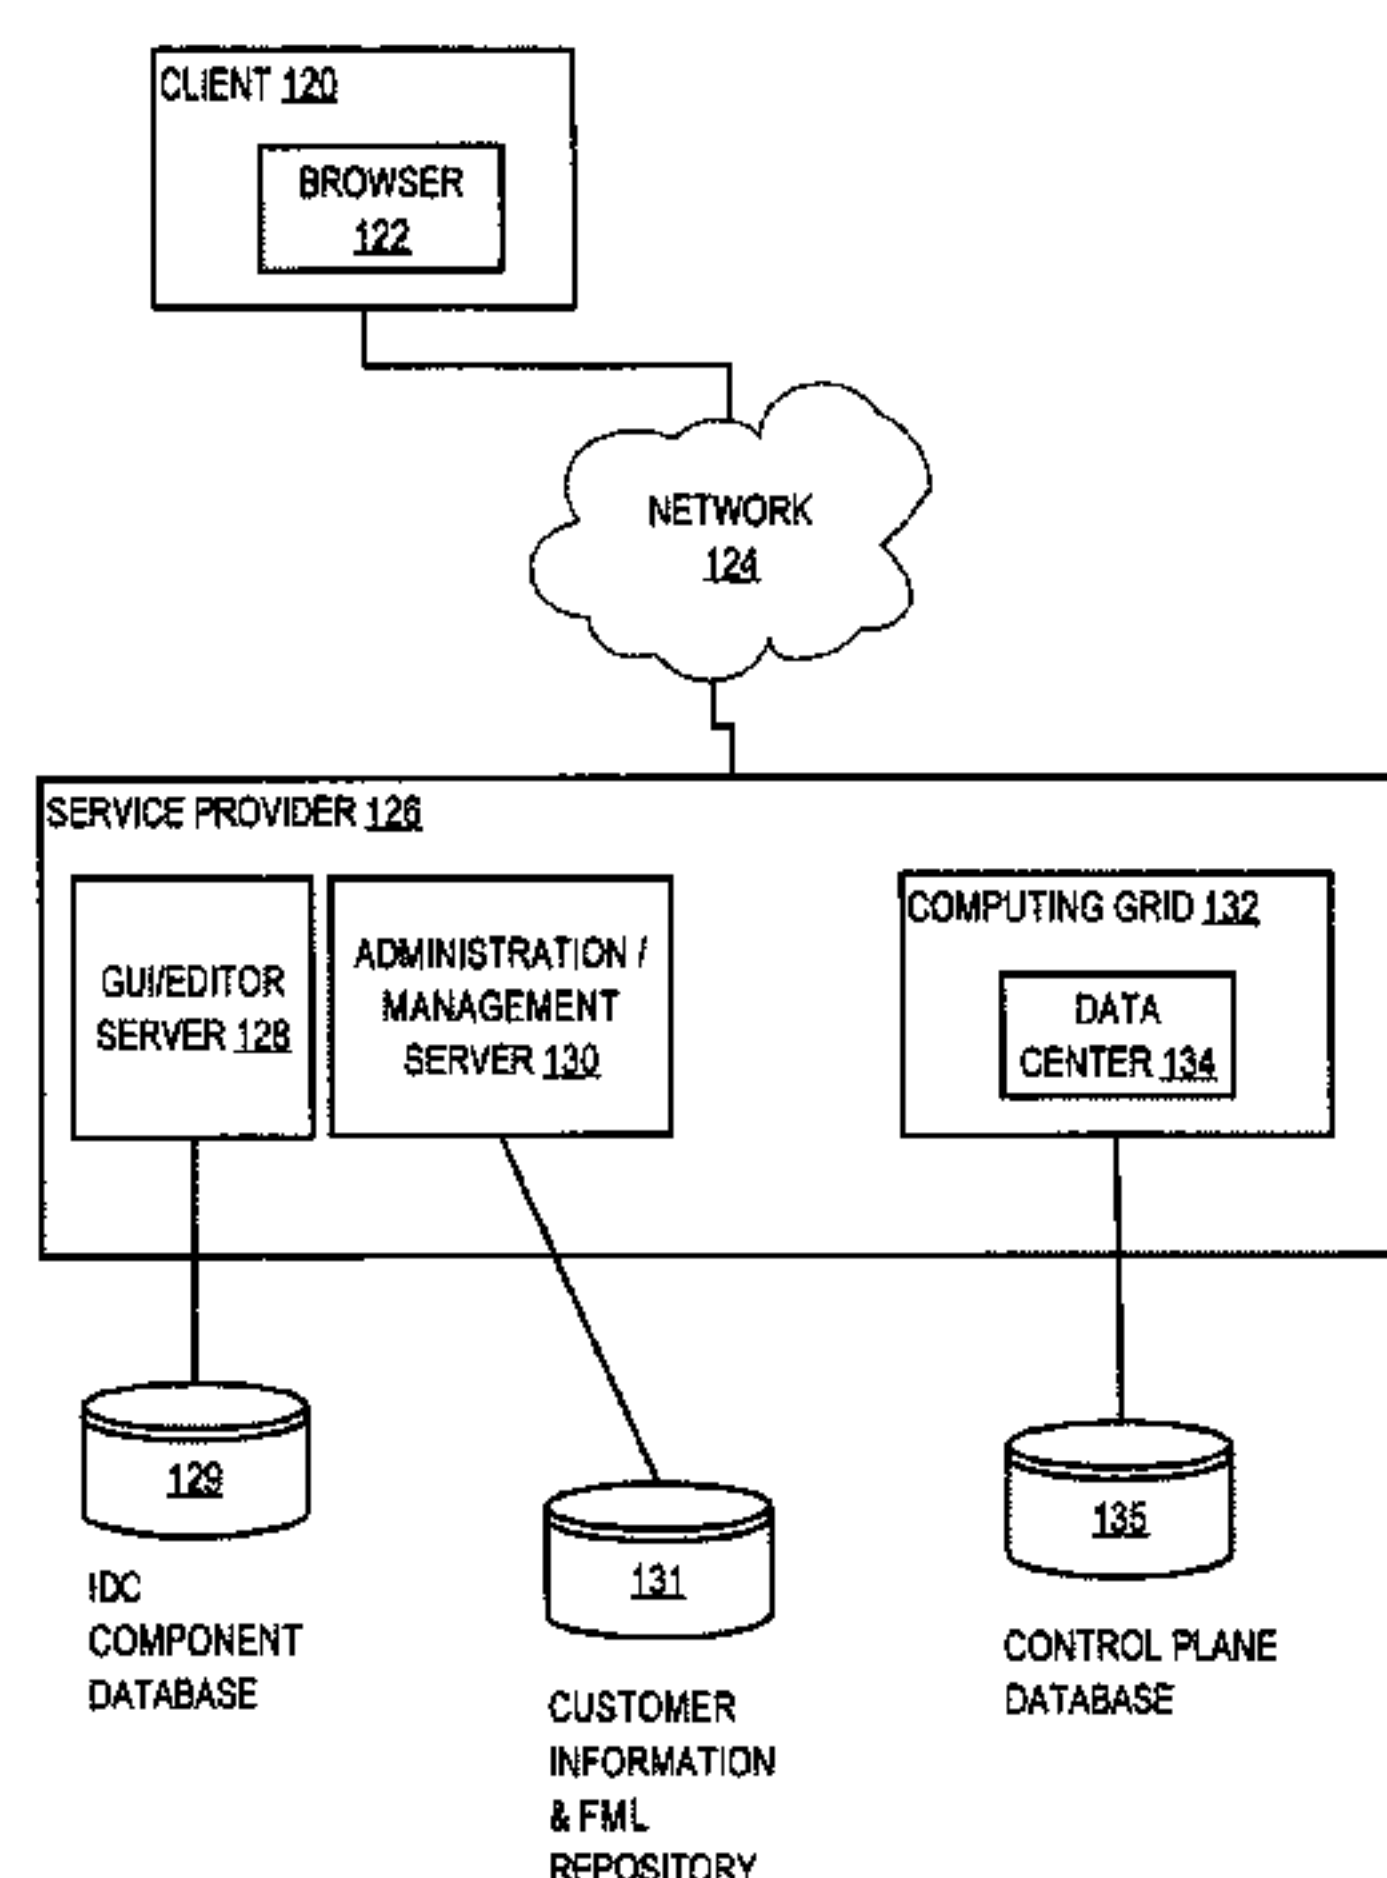 CLIENT 120
BROWSER
122
NETWORK
124
SERVICE PROVIDER 126
GUI/EDITOR
SERVER 128
ADMINISTRATION /
MANAGEMENT
SERVER 130
COMPUTING GRID 132
DATA
CENTER 134
129
IDC
COMPONENT
DATABASE
131
CUSTOMER
INFORMATION
& FML
REPOSITORY
135
CONTROL PLANE
DATABASE